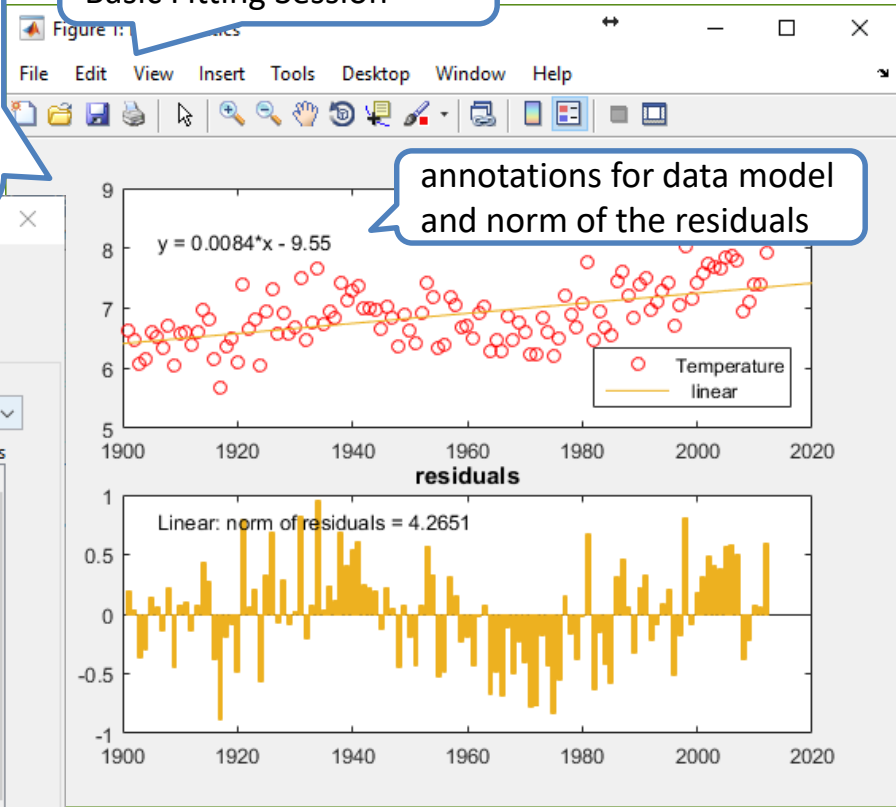 Basic Fitting Session
Figure 1:
File Edit View Insert Tools Desktop Window Help
annotations for data model
and norm of the residuals
9
8
7
6
5
y = 0.0084*x - 9.55
Temperature
linear
1900 1920 1940 1960 1980 2000 2020
residuals
1
0.5
0
-0.5
-1
Linear: norm of residuals = 4.2651
1900 1920 1940 1960 1980 2000 2020
s